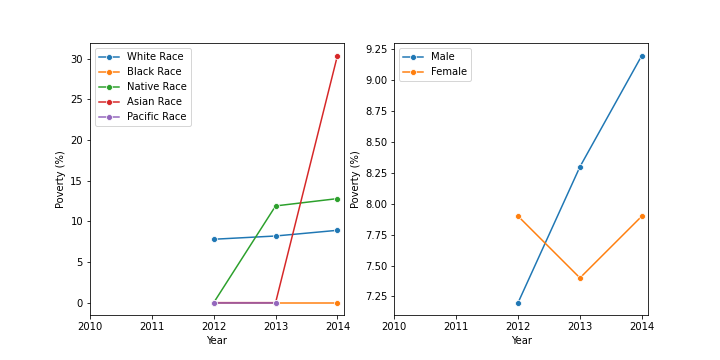 White Race
Black Race
Native Race
Asian Race
Pacific Race
30
25
20
15
10
5
0
Poverty (%)
2010 2011 2012 2013 2014
Year
Male
Female
9.25
9.00
8.75
8.50
8.25
8.00
7.75
7.50
7.25
Poverty (%)
2010 2011 2012 2013 2014
Year